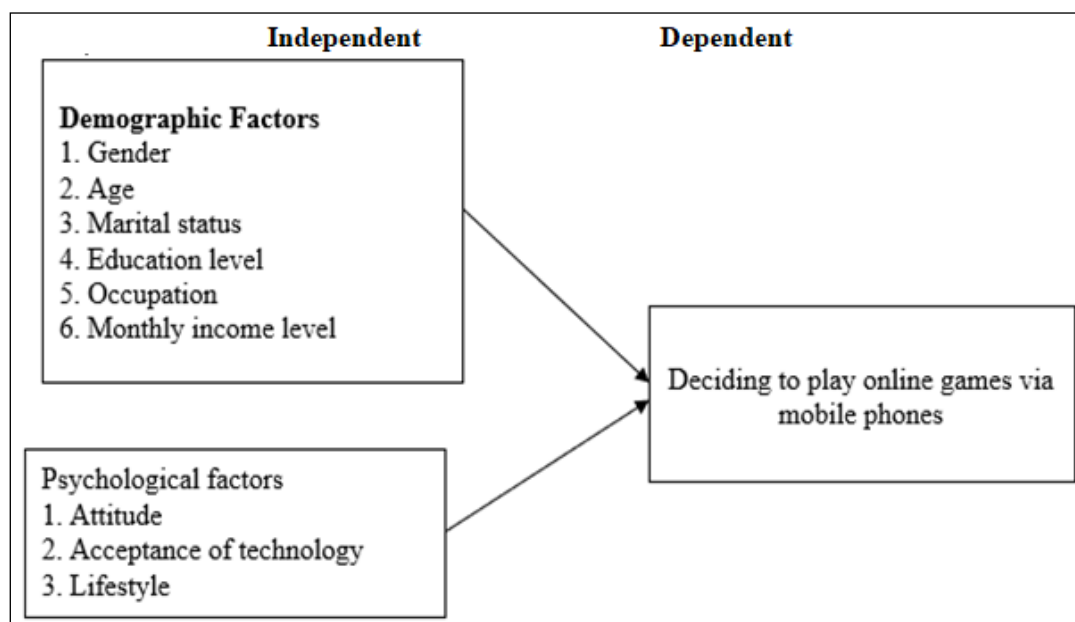 Independent
Dependent
Demographic Factors
1. Gender
2. Age
3. Marital status
4. Education level
5. Occupation
6. Monthly income level
Deciding to play online games via
mobile phones
Psychological factors
1. Attitude
2. Acceptance of technology
3. Lifestyle